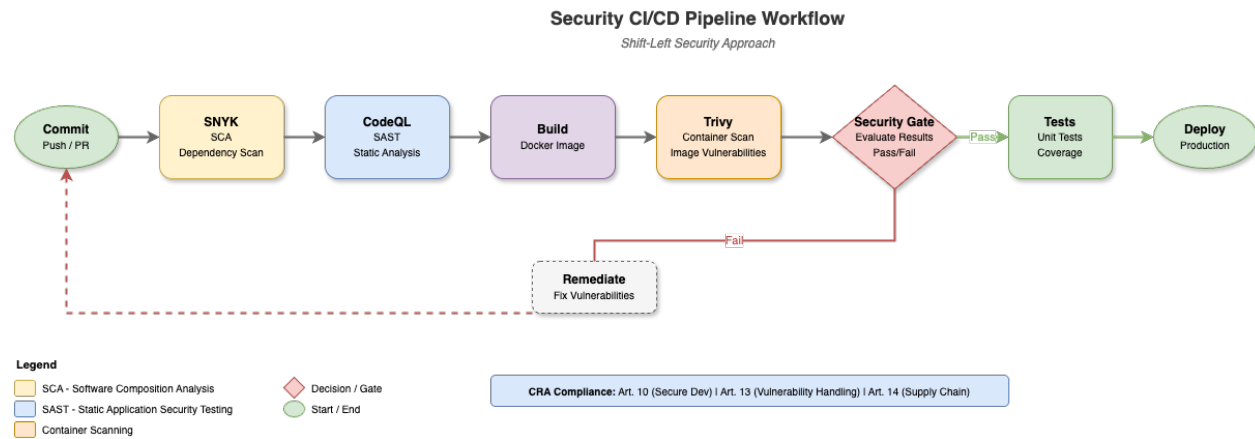 Security CI/CD Pipeline Workflow
Shift-Left Security Approach
Commit
Push / PR
SNYK
SCA
Dependency Scan
CodeQL
SAST
Static Analysis
Build
Docker Image
Trivy
Container Scan
Image Vulnerabilities
Security Gate
Evaluate Results
Pass/Fail
Pass
Tests
Unit Tests
Coverage
Deploy
Production
Fail
Remediate
Fix Vulnerabilities
Legend
SCA - Software Composition Analysis
SAST - Static Application Security Testing
Container Scanning
Decision / Gate
Start / End
CRA Compliance: Art. 10 (Secure Dev) | Art. 13 (Vulnerability Handling) | Art. 14 (Supply Chain)